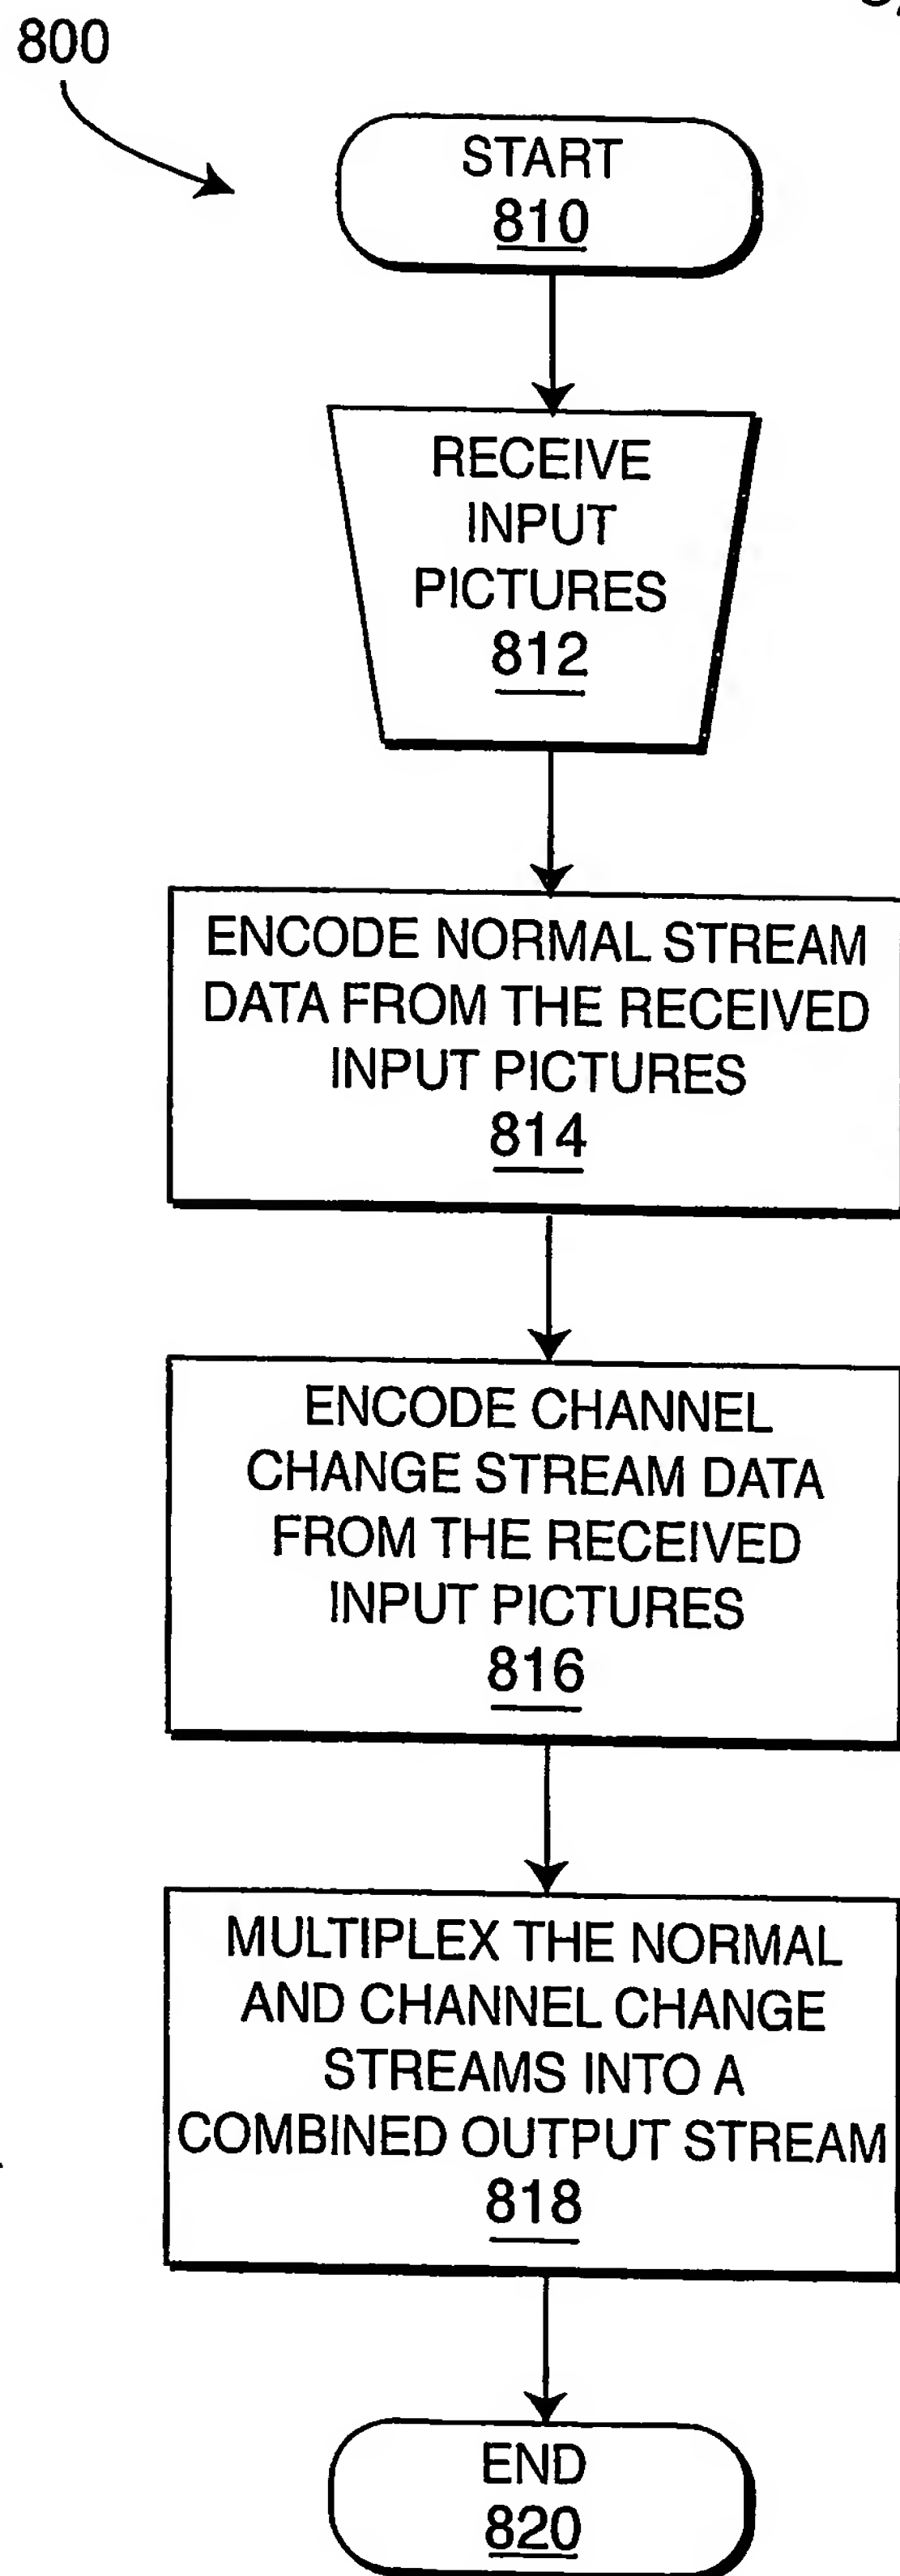 800
START
810
RECEIVE
INPUT
PICTURES
812
ENCODE NORMAL STREAM
DATA FROM THE RECEIVED
INPUT PICTURES
814
ENCODE CHANNEL
CHANGE STREAM DATA
FROM THE RECEIVED
INPUT PICTURES
816
MULTIPLEX THE NORMAL
AND CHANNEL CHANGE
STREAMS INTO A
COMBINED OUTPUT STREAM
818
END
820